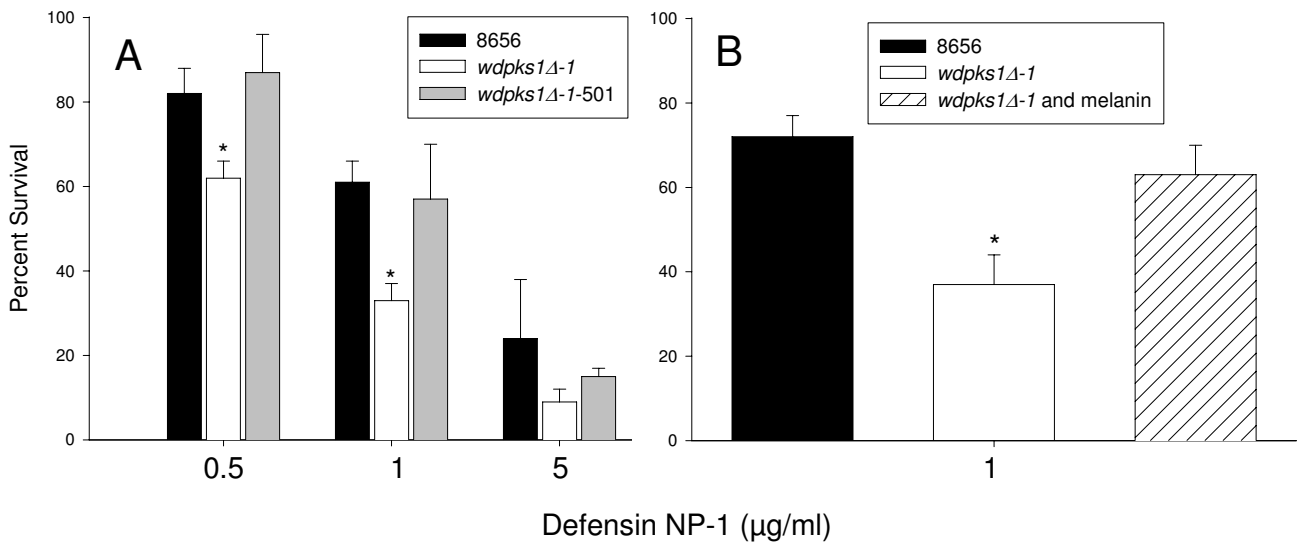 A
8656
wdpks1Δ-1
wdpks1Δ-1-501
Percent Survival
100
80
60
40
20
0
0.5 1 5
B
8656
wdpks1Δ-1
wdpks1Δ-1 and melanin
100
80
60
40
20
0
*
*
*
1
Defensin NP-1 (µg/ml)